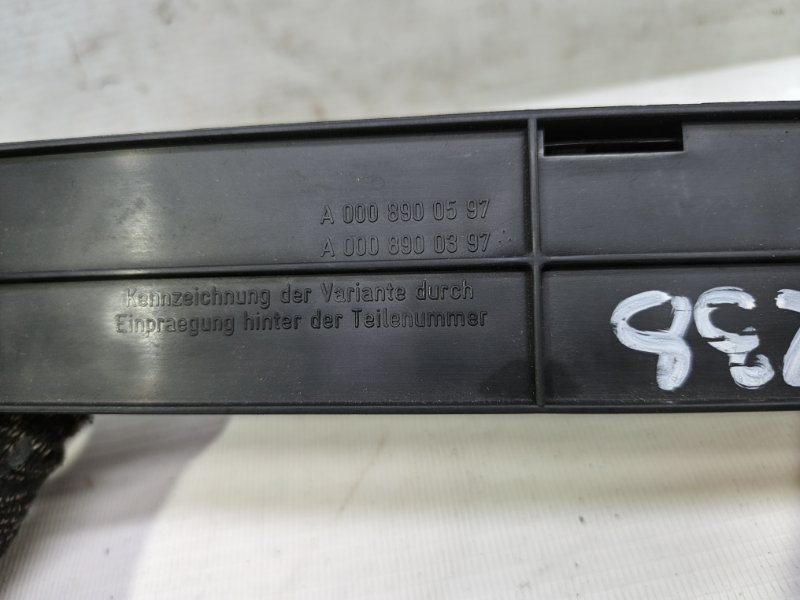 A 000 890 05 97
A 000 890 03 97
Kennzeichnung der Variante durch
Einpraegung hinter der Teilenummer